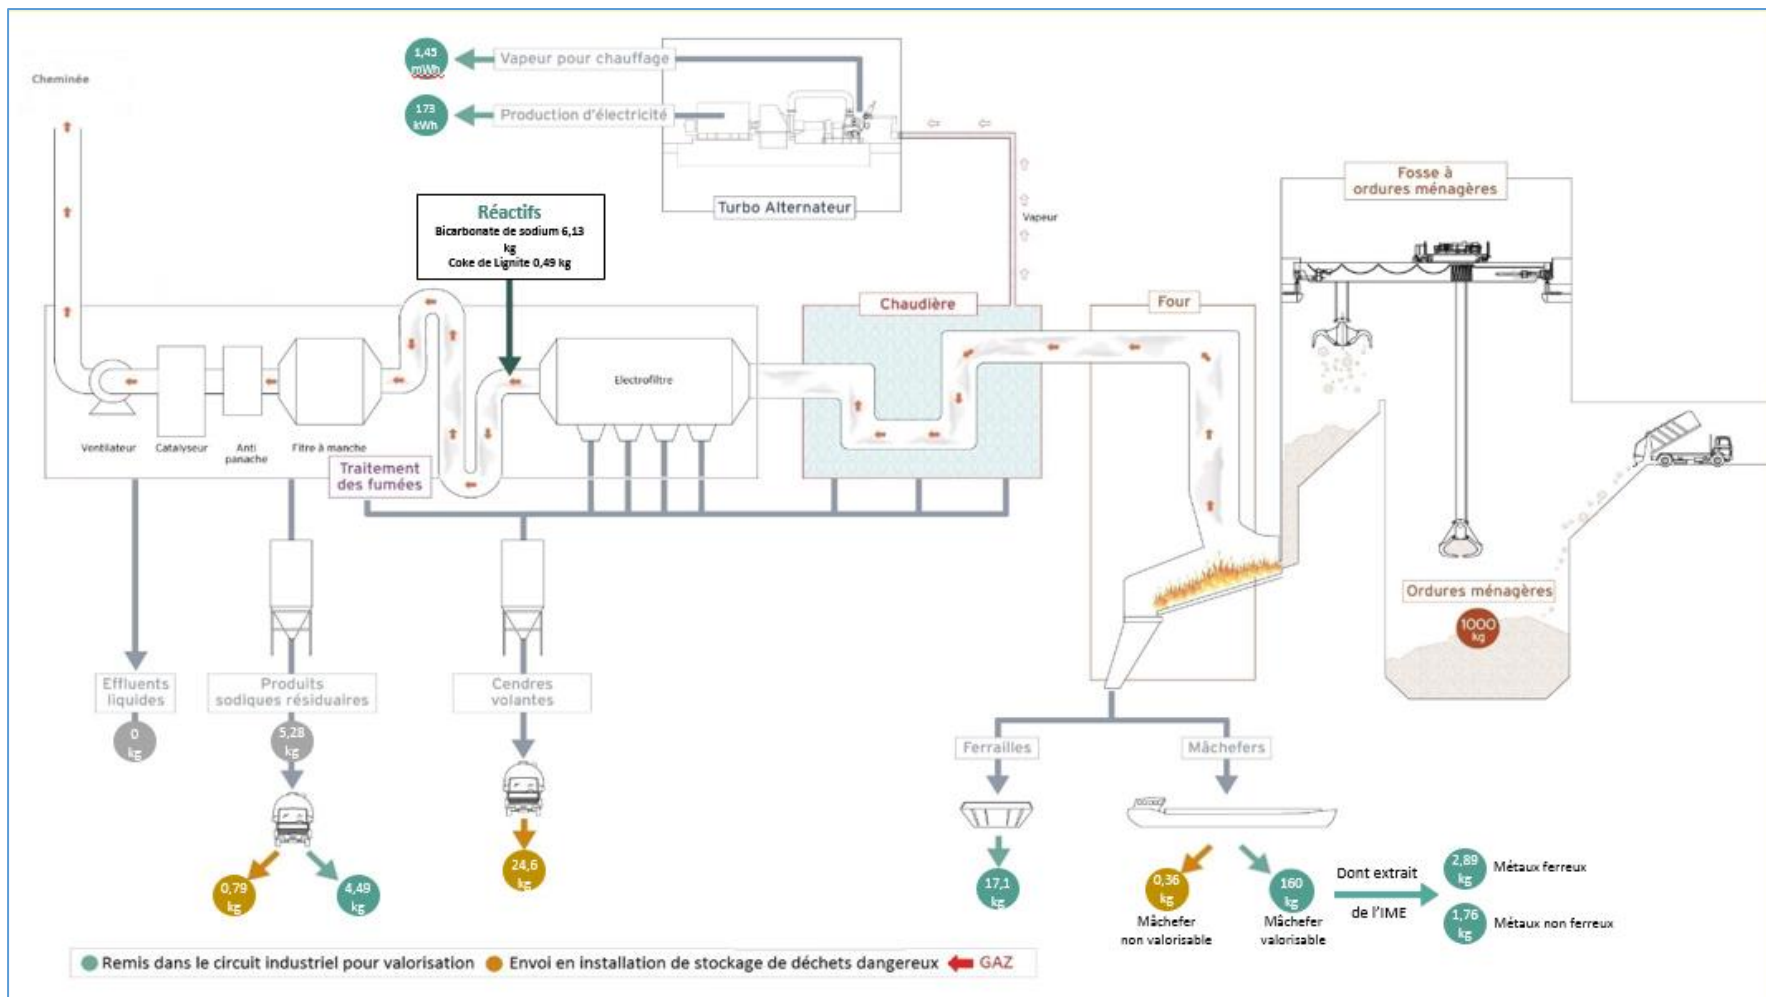 1,45
mWh
Vapeur pour chauffage
173
kWh
Production d'électricité
Turbo Alternateur
Cheminée
Réactifs
Bicarbonate de sodium 6,13
kg
Coke de Lignite 0,49 kg
Vapeur
Fosse à
ordures ménagères
Chaudière
Four
Electrofiltre
Ventilateur
Catalyseur
Anti
panache
Fitre à manche
Traitement
des fumées
Ordures ménagères
1000
kg
Effluents
liquides
0
kg
Produits
sodiques résiduaires
5,28
kg
0,79
kg
4,49
kg
Cendres
volantes
24,6
kg
Ferrailles
17,1
kg
Mâchefers
0,36
kg
Mâchefer
non valorisable
160
kg
Mâchefer
valorisable
Dont extrait
de l'IME
2,89
kg
Métaux ferreux
1,76
kg
Métaux non ferreux
Remis dans le circuit industriel pour valorisation
Envoi en installation de stockage de déchets dangereux
GAZ